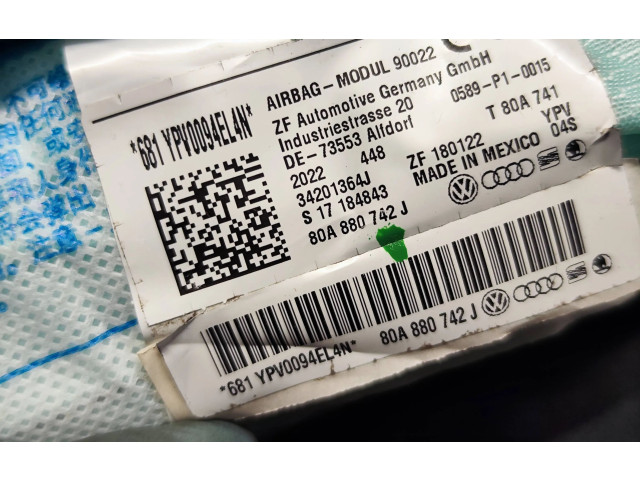 AIRBAG-MODUL 90022
ZF Automotive Germany GmbH
Industriestrasse 20
0589-P1-0015
DE-73553 Alfdorf
T 80A 741
2022 448
ZF 180122
YPV
34201364J
MADE IN MEXICO
04S
S 17 184843
80A 880 742 J
*681 YPV0094EL4N*
*681 YPV0094EL4N*
80A 880 742 J